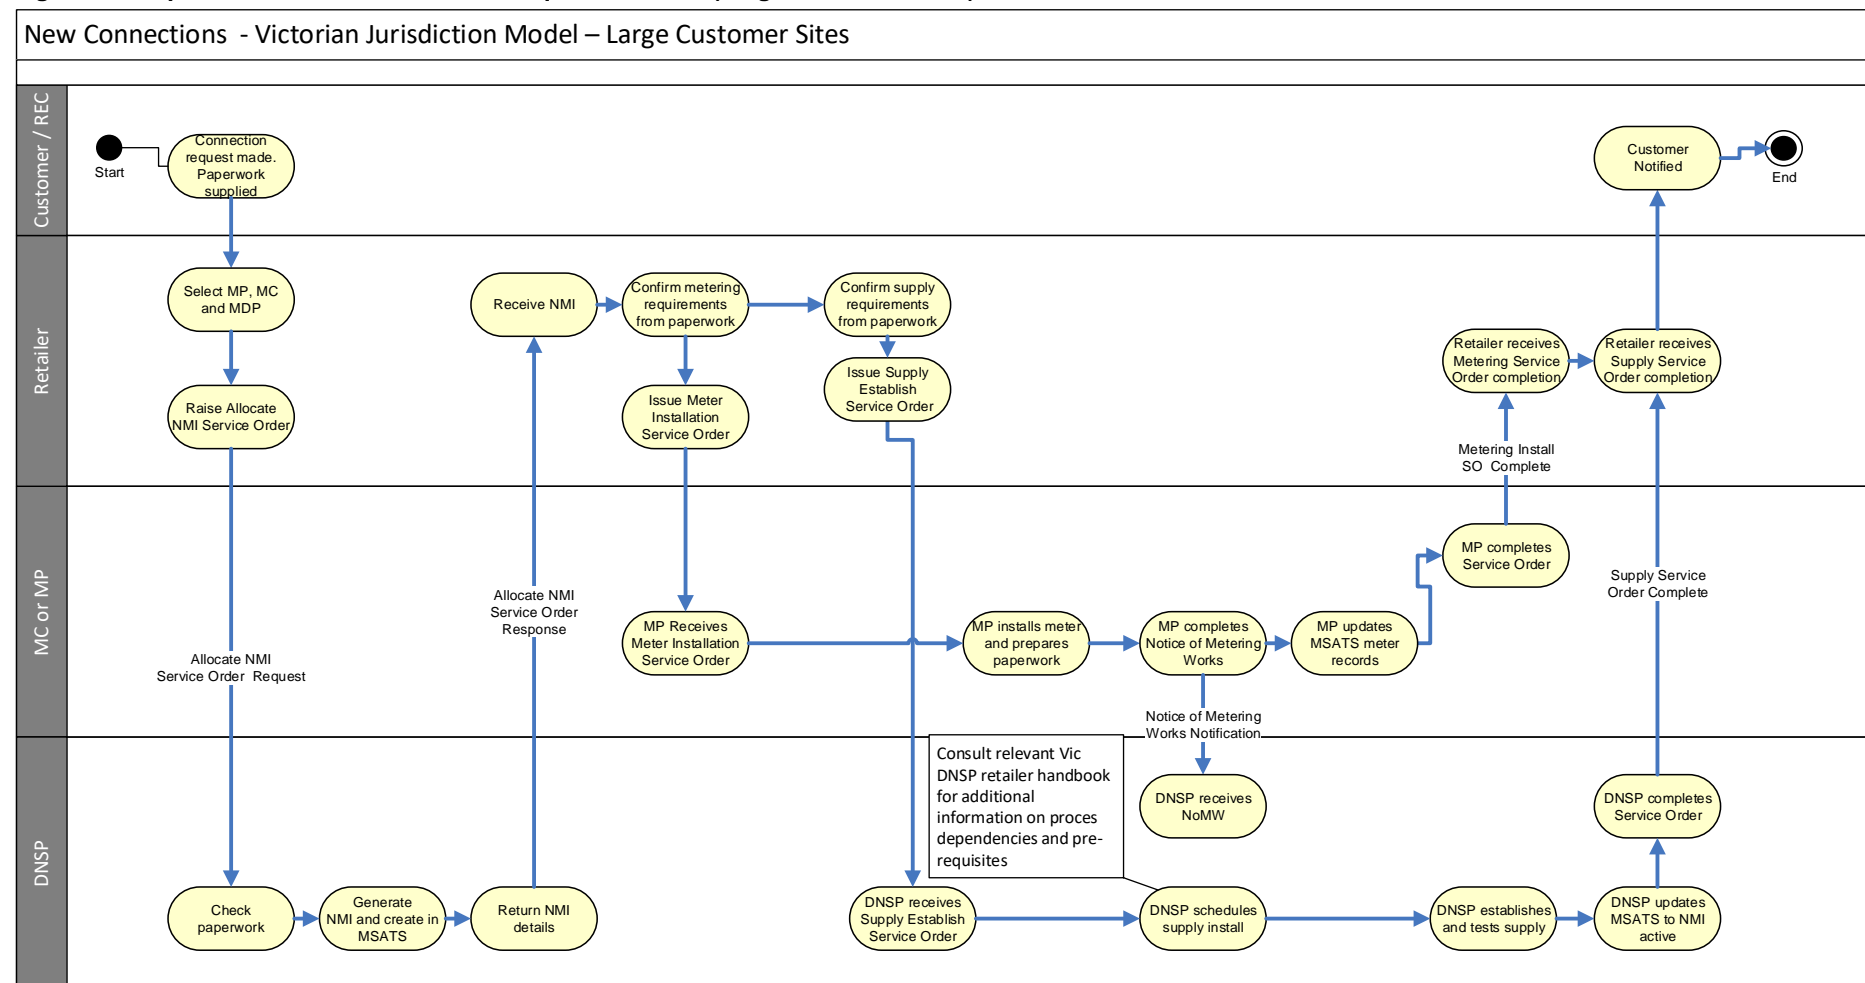 New Connections - Victorian Jurisdiction Model – Large Customer Sites
Customer / REC
Start
Connection
request made.
Paperwork
supplied
Customer
Notified
End
Retailer
Select MP, MC
and MDP
Raise Allocate
NMI Service Order
Receive NMI
Confirm metering
requirements
from paperwork
Issue Meter
Installation
Service Order
Confirm supply
requirements
from paperwork
Issue Supply
Establish
Service Order
Retailer receives
Metering Service
Order completion
Retailer receives
Supply Service
Order completion
Metering Install
SO Complete
MC or MP
Allocate NMI
Service Order Request
Allocate NMI
Service Order
Response
MP Receives
Meter Installation
Service Order
MP installs meter
and prepares
paperwork
MP completes
Notice of Metering
Works
MP updates
MSATS meter
records
MP completes
Service Order
Supply Service
Order Complete
Notice of Metering
Works Notification
DNSP
Check
paperwork
Generate
NMI and create in
MSATS
Return NMI
details
DNSP receives
Supply Establish
Service Order
Consult relevant Vic
DNSP retailer handbook
for additional
information on proces
dependencies and pre-
requisites
DNSP receives
NoMW
DNSP schedules
supply install
DNSP establishes
and tests supply
DNSP updates
MSATS to NMI
active
DNSP completes
Service Order